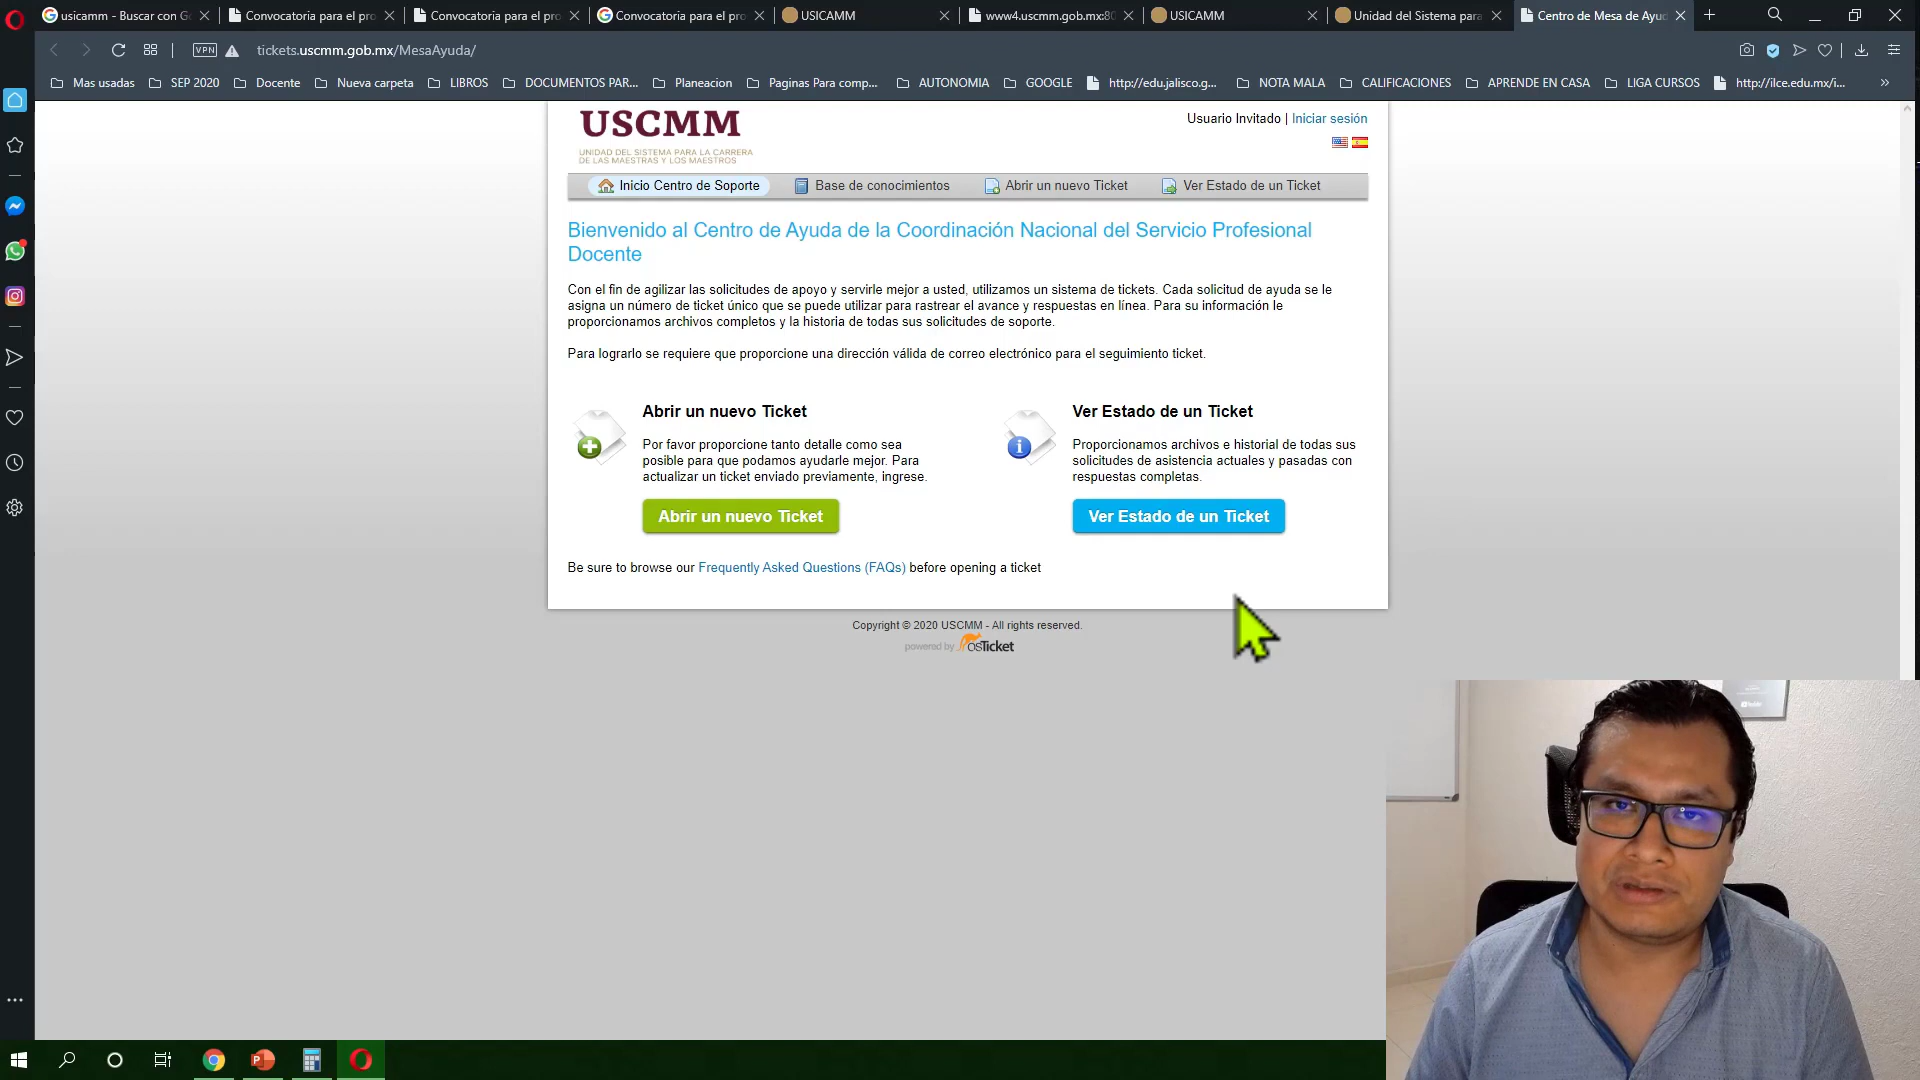 usicamm - Buscar con G
Convocatoria para el pro
Convocatoria para el pro
Convocatoria para el pro
USICAMM
www4.uscmm.gob.mx:80
USICAMM
Unidad del Sistema para
Centro de Mesa de Ayud
VPN
tickets.uscmm.gob.mx/MesaAyuda/
Mas usadas
SEP 2020
Docente
Nueva carpeta
LIBROS
DOCUMENTOS PAR...
Planeacion
Paginas Para comp...
AUTONOMIA
GOOGLE
http://edu.jalisco.g...
NOTA MALA
CALIFICACIONES
APRENDE EN CASA
LIGA CURSOS
http://ilce.edu.mx/i...
»
USCMM
UNIDAD DEL SISTEMA PARA LA CARRERA
DE LAS MAESTRAS Y LOS MAESTROS
Usuario Invitado | Iniciar sesión
Inicio Centro de Soporte
Base de conocimientos
Abrir un nuevo Ticket
Ver Estado de un Ticket
Bienvenido al Centro de Ayuda de la Coordinación Nacional del Servicio Profesional
Docente
Con el fin de agilizar las solicitudes de apoyo y servirle mejor a usted, utilizamos un sistema de tickets. Cada solicitud de ayuda se le
asigna un número de ticket único que se puede utilizar para rastrear el avance y respuestas en línea. Para su información le
proporcionamos archivos completos y la historia de todas sus solicitudes de soporte.
Para lograrlo se requiere que proporcione una dirección válida de correo electrónico para el seguimiento ticket.
Abrir un nuevo Ticket
Por favor proporcione tanto detalle como sea
posible para que podamos ayudarle mejor. Para
actualizar un ticket enviado previamente, ingrese.
Abrir un nuevo Ticket
Ver Estado de un Ticket
Proporcionamos archivos e historial de todas sus
solicitudes de asistencia actuales y pasadas con
respuestas completas.
Ver Estado de un Ticket
Be sure to browse our Frequently Asked Questions (FAQs) before opening a ticket
Copyright © 2020 USCMM - All rights reserved.
powered by osTicket